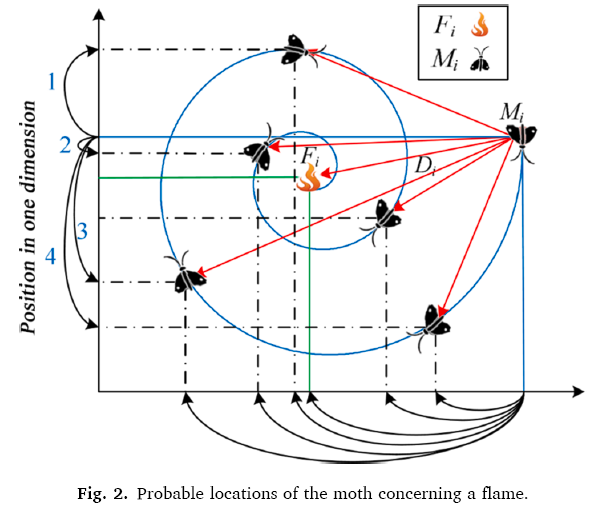 F_i
M_i
1
M_i
2
F_i
D_i
3
4
Position in one dimension
Fig. 2. Probable locations of the moth concerning a flame.